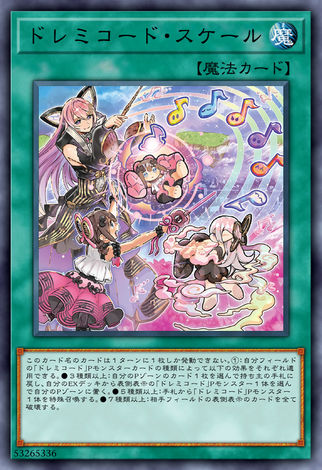 ドレミコード・スケール
魔
【魔法カード】
このカード名のカードは1ターンに1枚しか発動できない。①:自分フィールド
の「ドレミコード」Pモンスターカードの種類によって以下の効果をそれぞれ適
用できる。●3種類以上:自分のPゾーンのカード1枚を選んで持ち主の手札に
戻し、自分のEXデッキから表側表示の「ドレミコード」Pモンスター1体を選ん
で自分のPゾーンに置く。●5種類以上:手札から「ドレミコード」Pモンスター
1体を特殊召喚する。●7種類以上:相手フィールドの表側表示のカードを全て
破壊する。
53265336